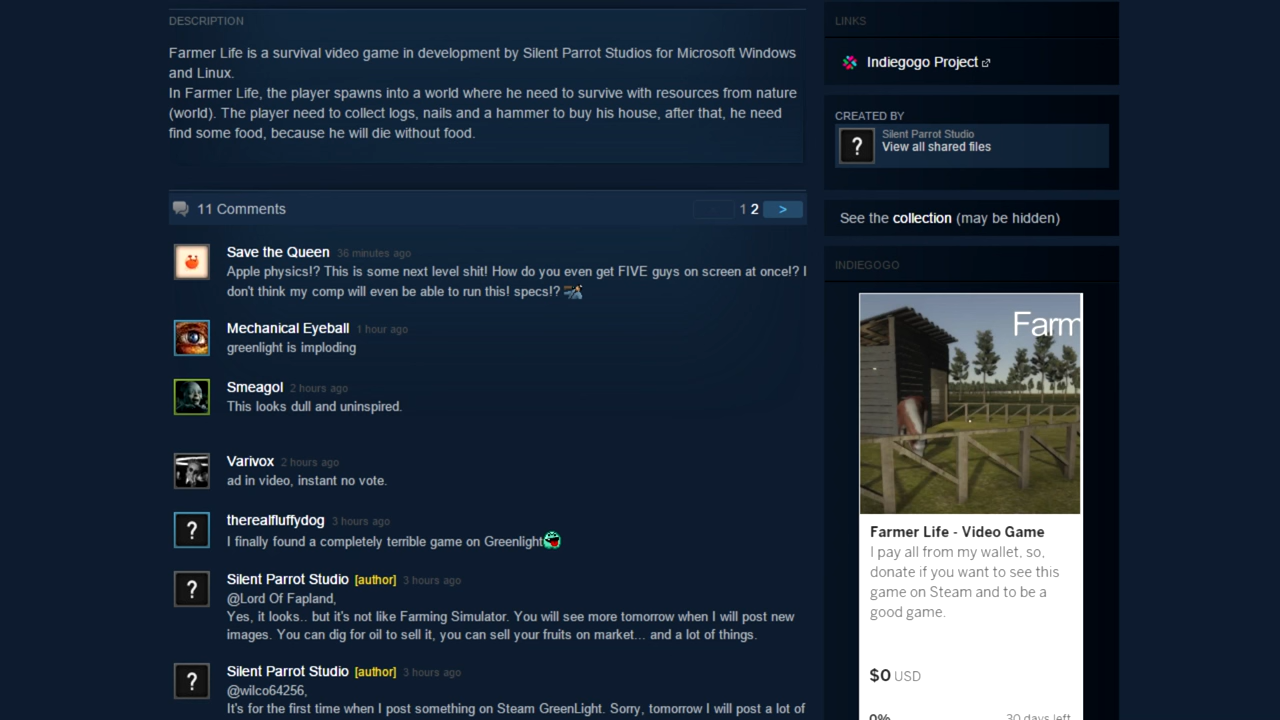 DESCRIPTION
Farmer Life is a survival video game in development by Silent Parrot Studios for Microsoft Windows
and Linux.
In Farmer Life, the player spawns into a world where he need to survive with resources from nature
(world). The player need to collect logs, nails and a hammer to buy his house, after that, he need
find some food, because he will die without food.
11 Comments
1 2 >
Save the Queen 36 minutes ago
Apple physics!? This is some next level shit! How do you even get FIVE guys on screen at once!? I
don't think my comp will even be able to run this! specs!?
Mechanical Eyeball 1 hour ago
greenlight is imploding
Smeagol 2 hours ago
This looks dull and uninspired.
Varivox 2 hours ago
ad in video, instant no vote.
therealfluffydog 3 hours ago
I finally found a completely terrible game on Greenlight
Silent Parrot Studio [author] 3 hours ago
@Lord Of Fapland,
Yes, it looks.. but it's not like Farming Simulator. You will see more tomorrow when I will post new
images. You can dig for oil to sell it, you can sell your fruits on market... and a lot of things.
Silent Parrot Studio [author] 3 hours ago
@wilco64256,
It's for the first time when I post something on Steam GreenLight. Sorry, tomorrow I will post a lot of
LINKS
Indiegogo Project
CREATED BY
Silent Parrot Studio
View all shared files
See the collection (may be hidden)
INDIEGOGO
Farm
Farmer Life - Video Game
I pay all from my wallet, so,
donate if you want to see this
game on Steam and to be a
good game.
$0 USD
0% 30 days left